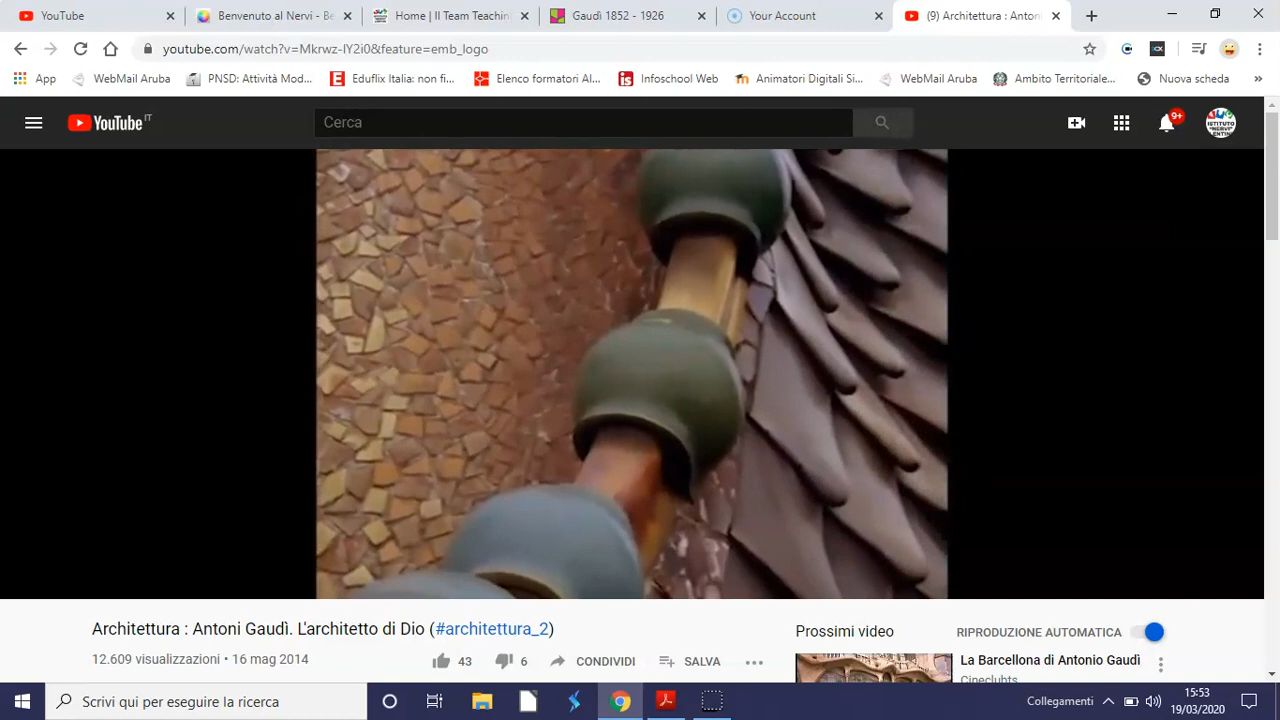 YouTube
Benvenuto al Nervi - Be
Home | Il Team Teachin
Gaudì 1852 - 1926
Your Account
(9) Architettura : Anton
youtube.com/watch?v=Mkrwz-lY2i0&feature=emb_logo
App
WebMail Aruba
PNSD: Attività Mod...
Eduflix Italia: non fi...
Elenco formatori Al...
Infoschool Web
Animatori Digitali Si...
WebMail Aruba
Ambito Territoriale...
Nuova scheda
»
YouTube IT
Cerca
9+
ISTITUTO
"NERVI"
Architettura : Antoni Gaudì. L'architetto di Dio (#architettura_2)
12.609 visualizzazioni • 16 mag 2014
43
6
CONDIVIDI
SALVA
Prossimi video
RIPRODUZIONE AUTOMATICA
La Barcellona di Antonio Gaudì
Cineclubts
Scrivi qui per eseguire la ricerca
Collegamenti
15:53
19/03/2020